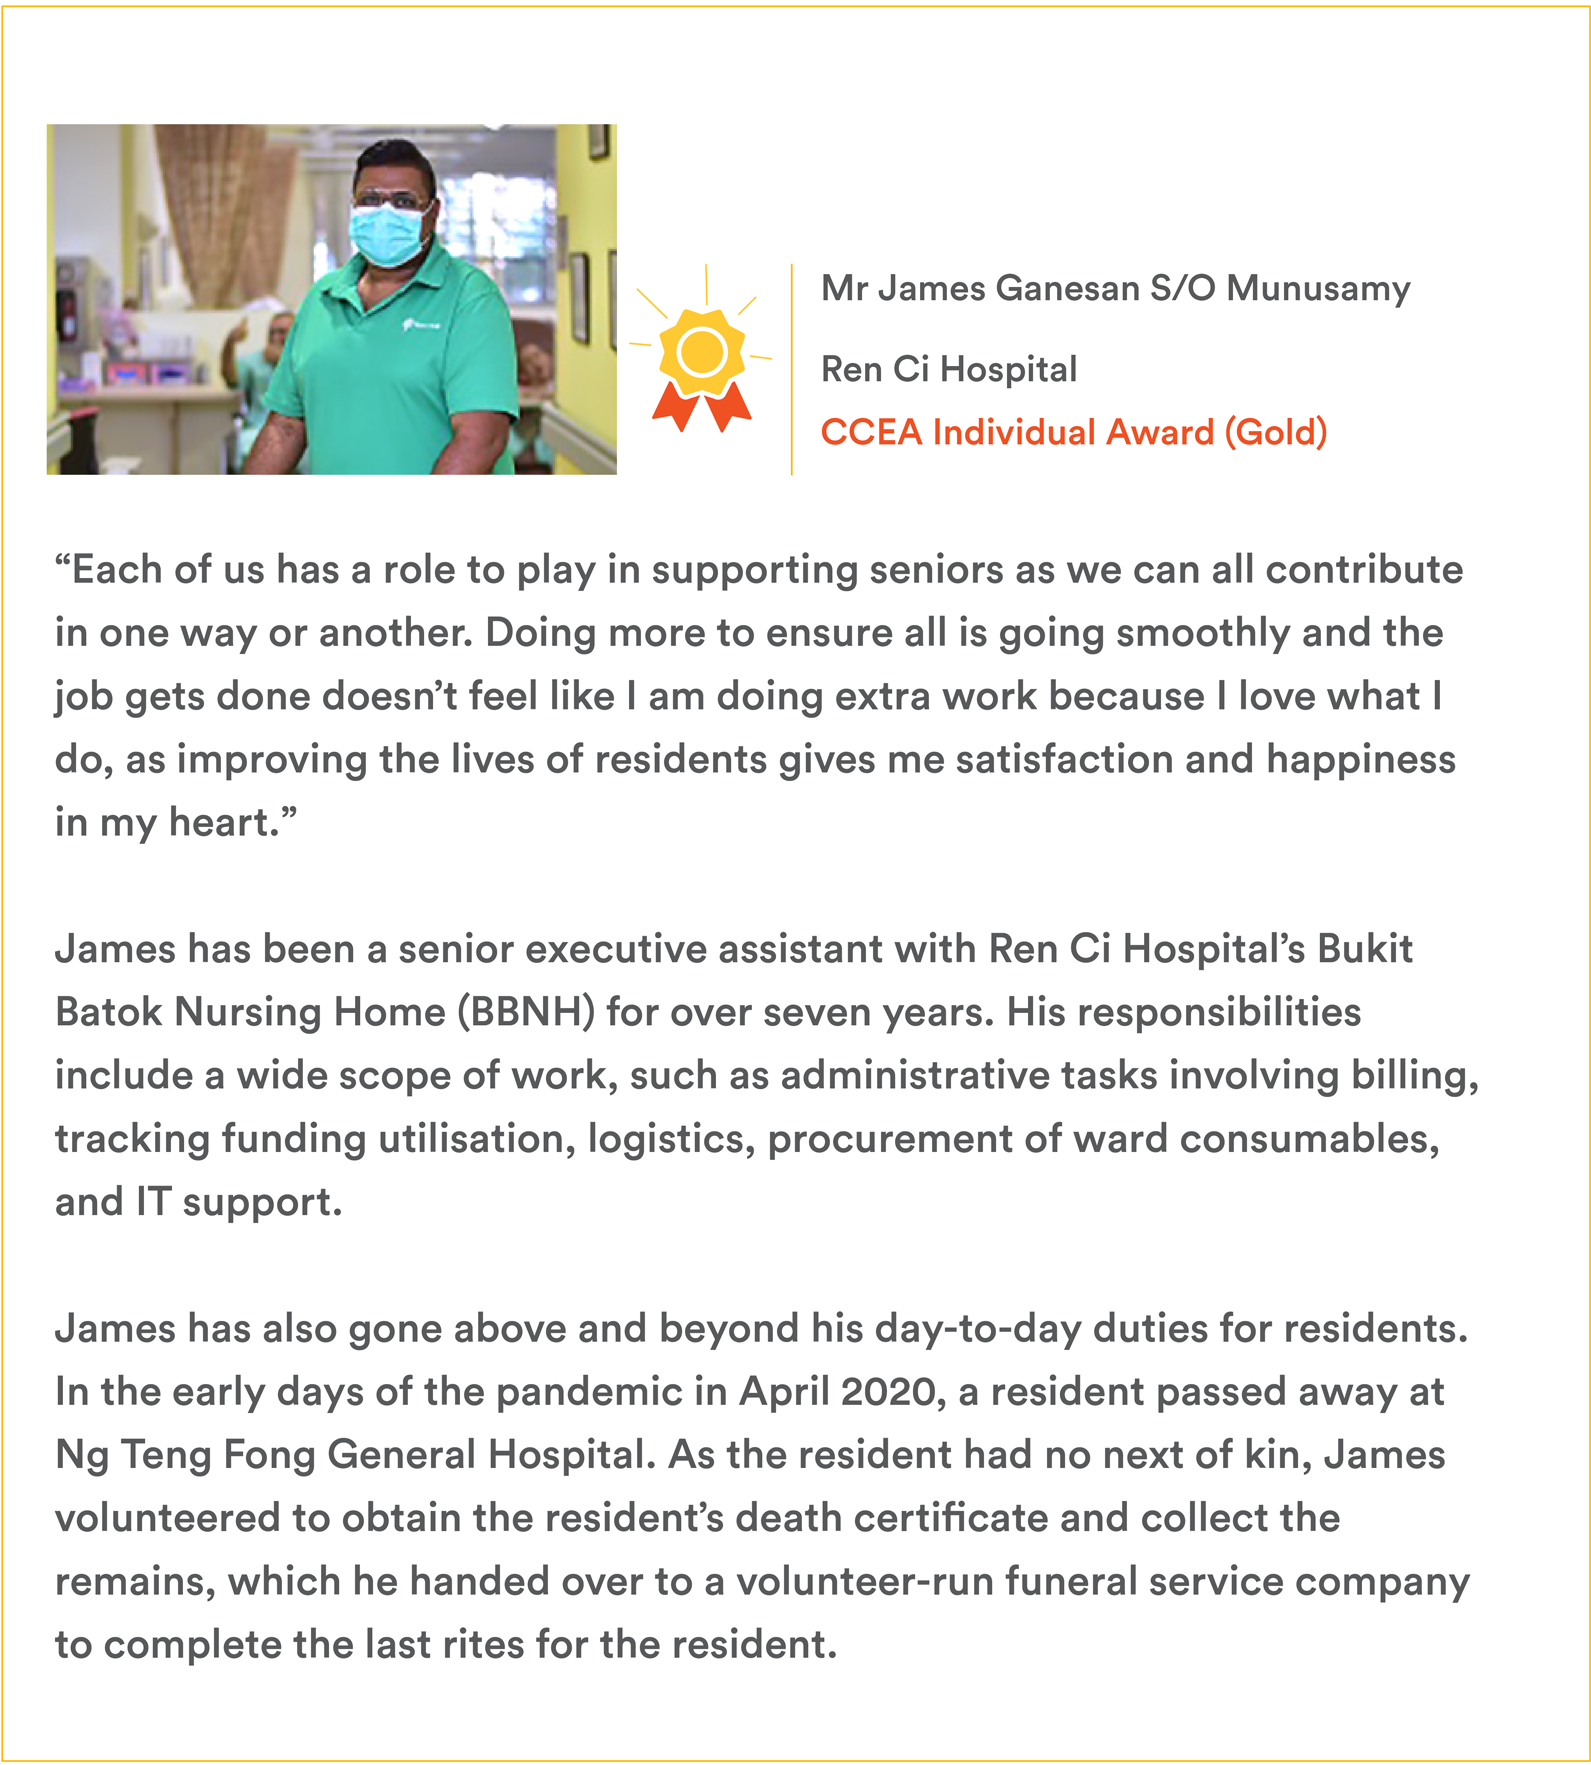 Mr James Ganesan S/O Munusamy
Ren Ci Hospital
CCEA Individual Award (Gold)
“Each of us has a role to play in supporting seniors as we can all contribute
in one way or another. Doing more to ensure all is going smoothly and the
job gets done doesn’t feel like I am doing extra work because I love what I
do, as improving the lives of residents gives me satisfaction and happiness
in my heart.”
James has been a senior executive assistant with Ren Ci Hospital’s Bukit
Batok Nursing Home (BBNH) for over seven years. His responsibilities
include a wide scope of work, such as administrative tasks involving billing,
tracking funding utilisation, logistics, procurement of ward consumables,
and IT support.
James has also gone above and beyond his day-to-day duties for residents.
In the early days of the pandemic in April 2020, a resident passed away at
Ng Teng Fong General Hospital. As the resident had no next of kin, James
volunteered to obtain the resident’s death certificate and collect the
remains, which he handed over to a volunteer-run funeral service company
to complete the last rites for the resident.